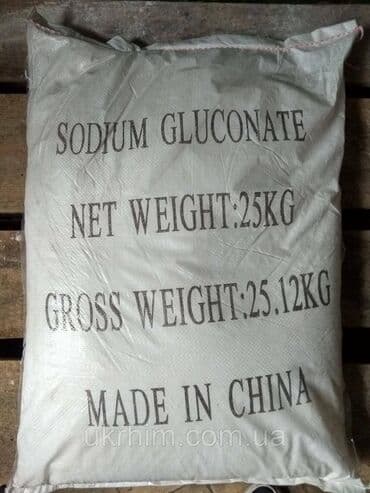 SODIUM GLUCONATE
NET WEIGHT:25KG
GROSS WEIGHT:25.12KG
MADE IN CHINA
ukrhim.com.ua